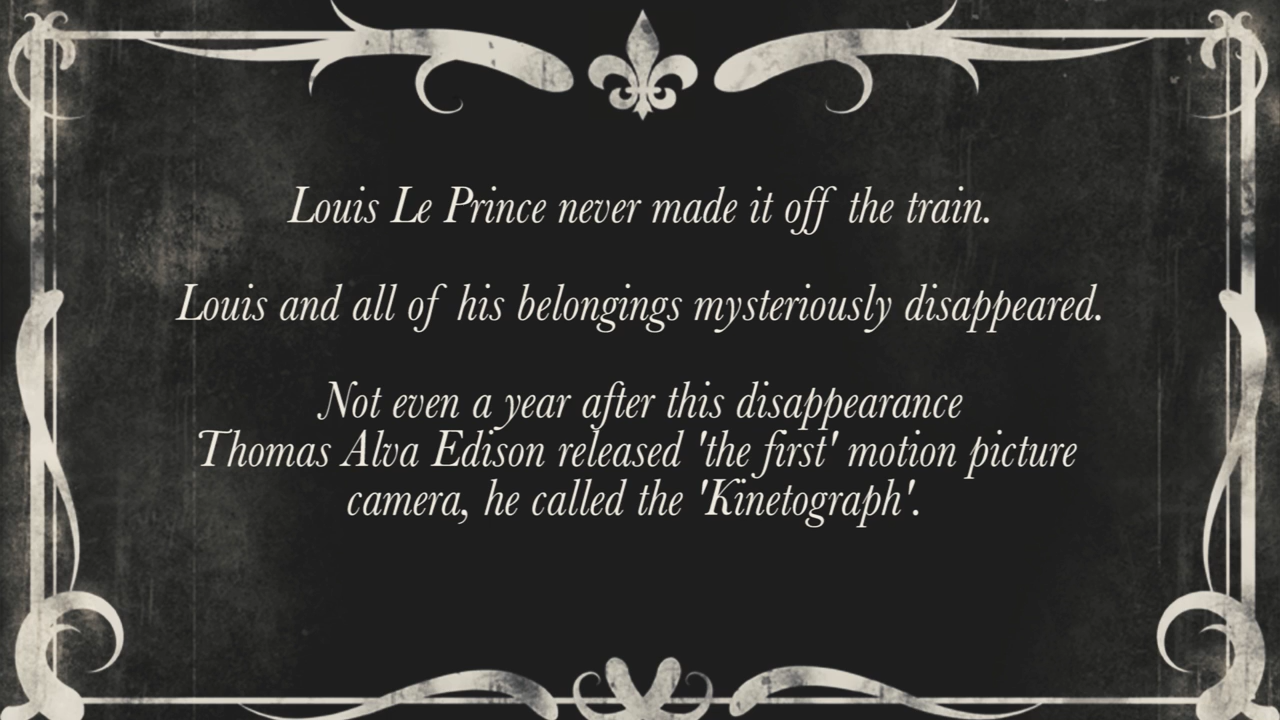 Louis Le Prince never made it off the train.
Louis and all of his belongings mysteriously disappeared.
Not even a year after this disappearance
Thomas Alva Edison released 'the first' motion picture
camera, he called the 'Kinetograph'.